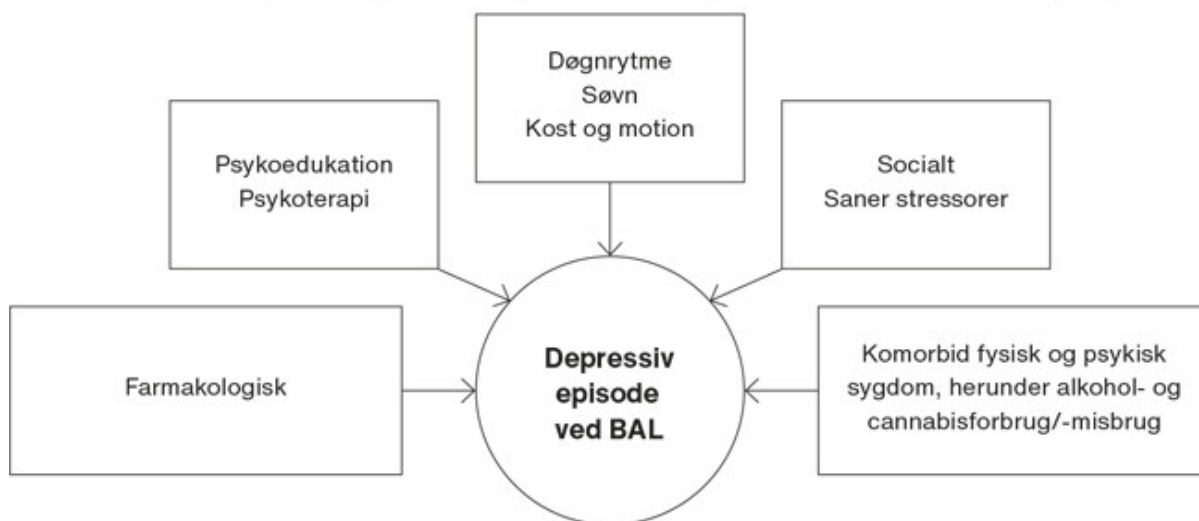 Døgnrytme
Søvn
Kost og motion
Psykoedukation
Psykoterapi
Socialt
Saner stressorer
Farmakologisk
Depressiv
episode
ved BAL
Komorbid fysisk og psykisk
sygdom, herunder alkohol- og
cannabisforbrug/-misbrug